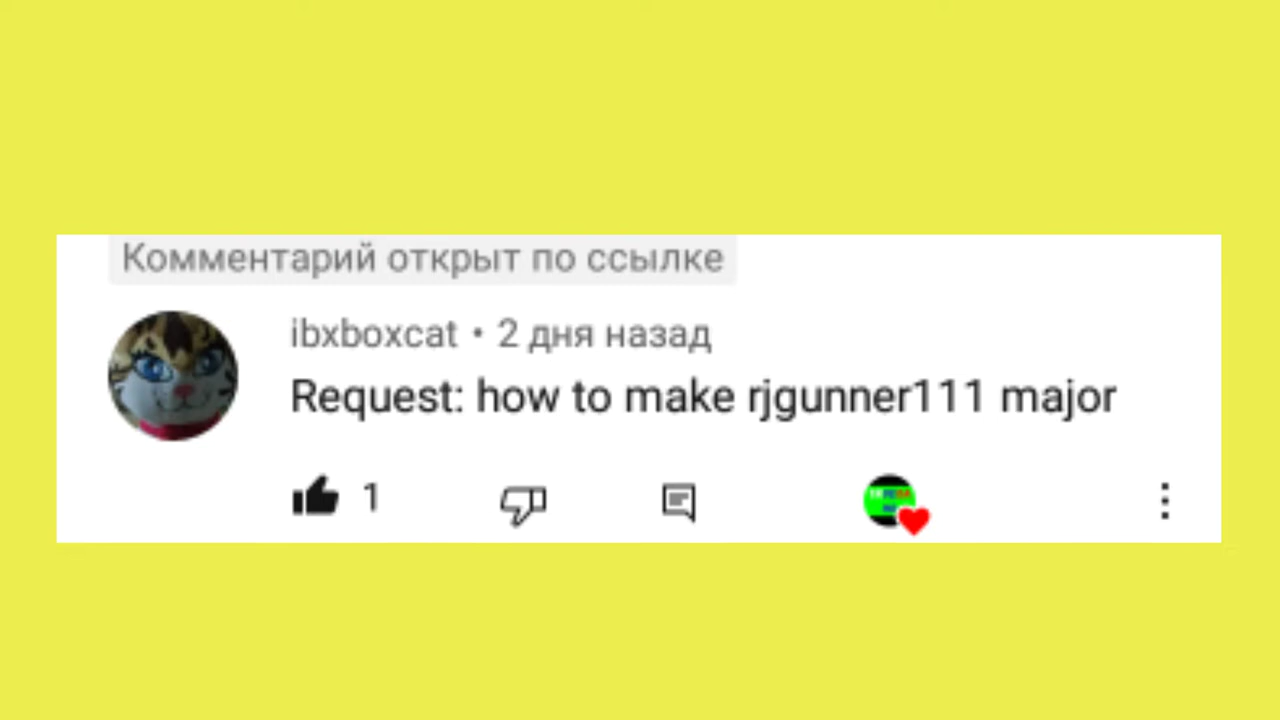 Комментарий открыт по ссылке
ibxboxcat • 2 дня назад
Request: how to make rjgunner111 major
1